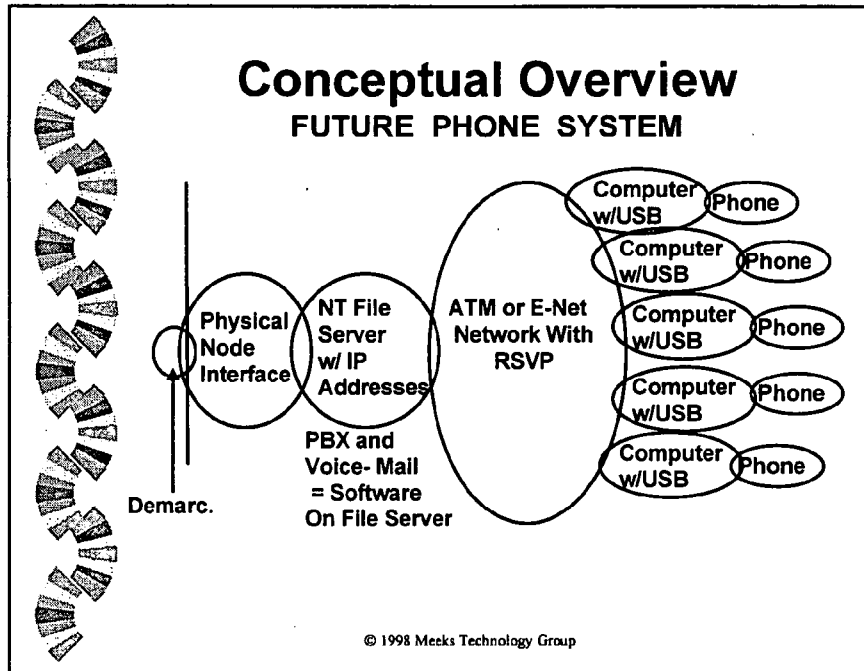 Conceptual Overview
FUTURE PHONE SYSTEM
Demarc.
Physical
Node
Interface
NT File
Server
w/ IP
Addresses
PBX and
Voice- Mail
= Software
On File Server
ATM or E-Net
Network With
RSVP
Computer
w/USB
Phone
Computer
w/USB
Phone
Computer
w/USB
Phone
Computer
w/USB
Phone
Computer
w/USB
Phone
© 1998 Meeks Technology Group